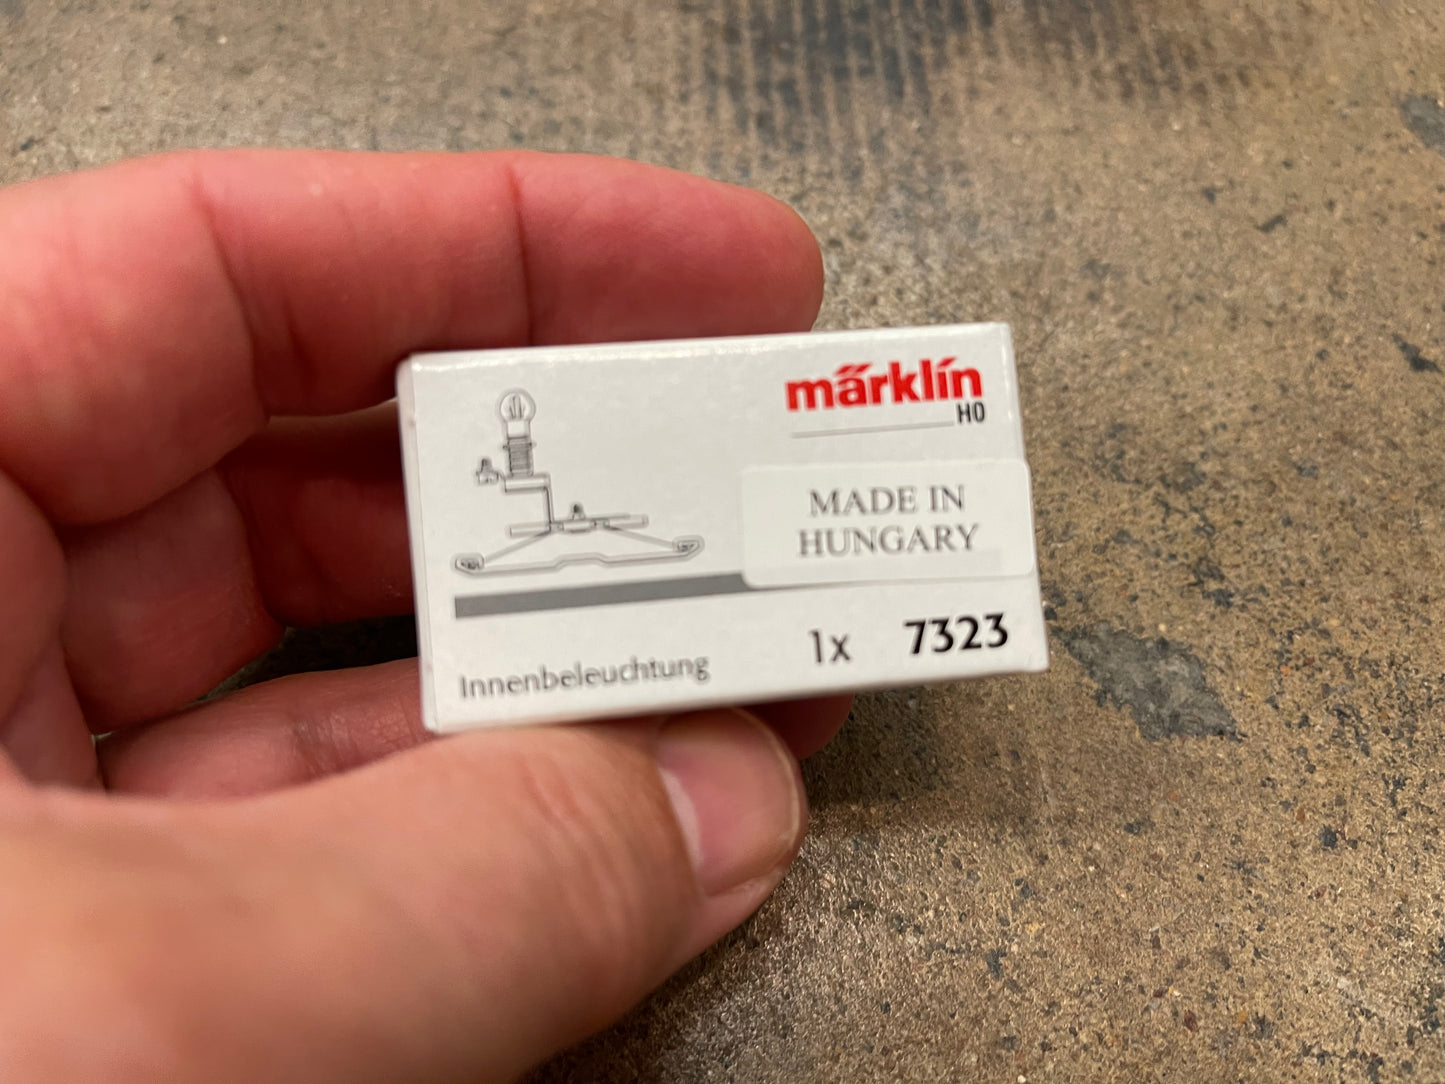 märklin
H0
MADE IN
HUNGARY
1x 7323
Innenbeleuchtung